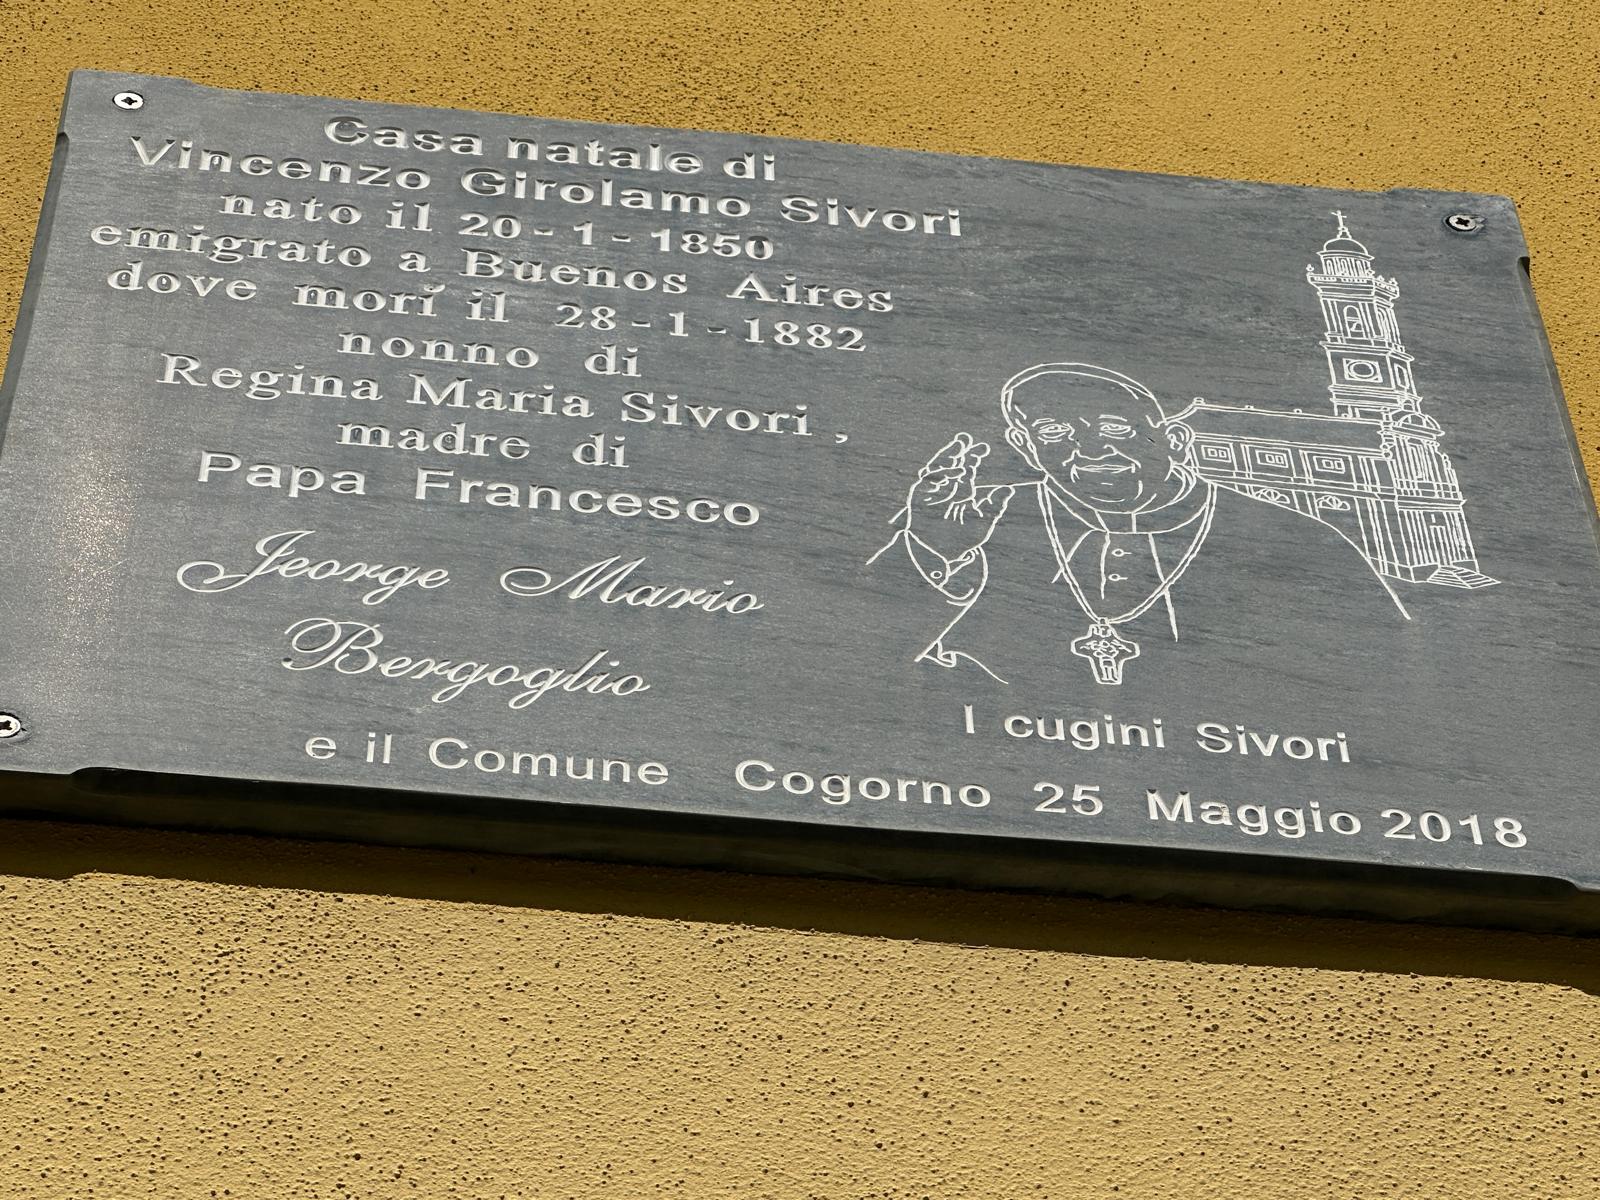 Casa natale di
Vincenzo Girolamo Sivori
nato il 20-1-1850
emigrato a Buenos Aires
dove morì il 28-1-1882
nonno di
Regina Maria Sivori,
madre di
Papa Francesco
Jeorge Mario
Bergoglio
I cugini Sivori
e il Comune Cogorno 25 Maggio 2018